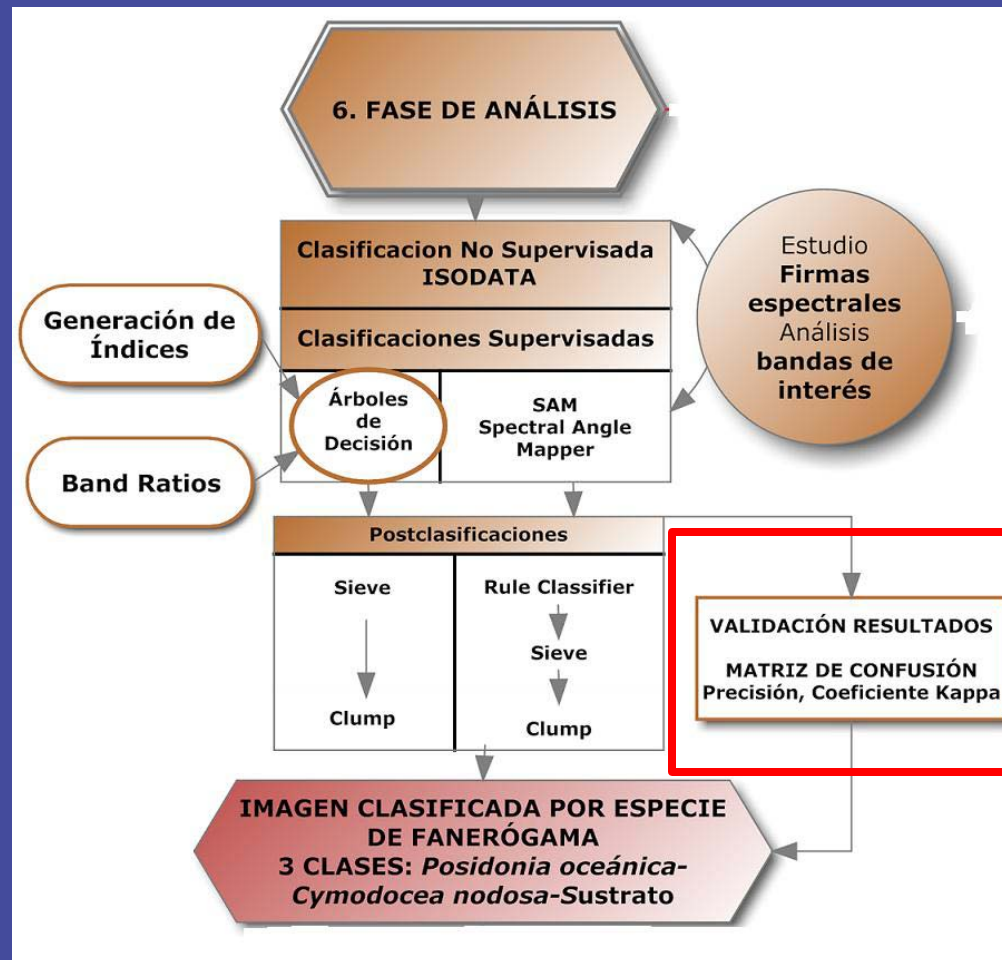 6. FASE DE ANÁLISIS
Clasificacion No Supervisada
ISODATA
Clasificaciones Supervisadas
Generación de
Índices
Band Ratios
Árboles
de
Decisión
SAM
Spectral Angle
Mapper
Estudio
Firmas
espectrales
Análisis
bandas de
interés
Postclasificaciones
Sieve
Clump
Rule Classifier
Sieve
Clump
VALIDACIÓN RESULTADOS
MATRIZ DE CONFUSIÓN
Precisión, Coeficiente Kappa
IMAGEN CLASIFICADA POR ESPECIE
DE FANERÓGAMA
3 CLASES: Posidonia oceánica-
Cymodocea nodosa-Sustrato